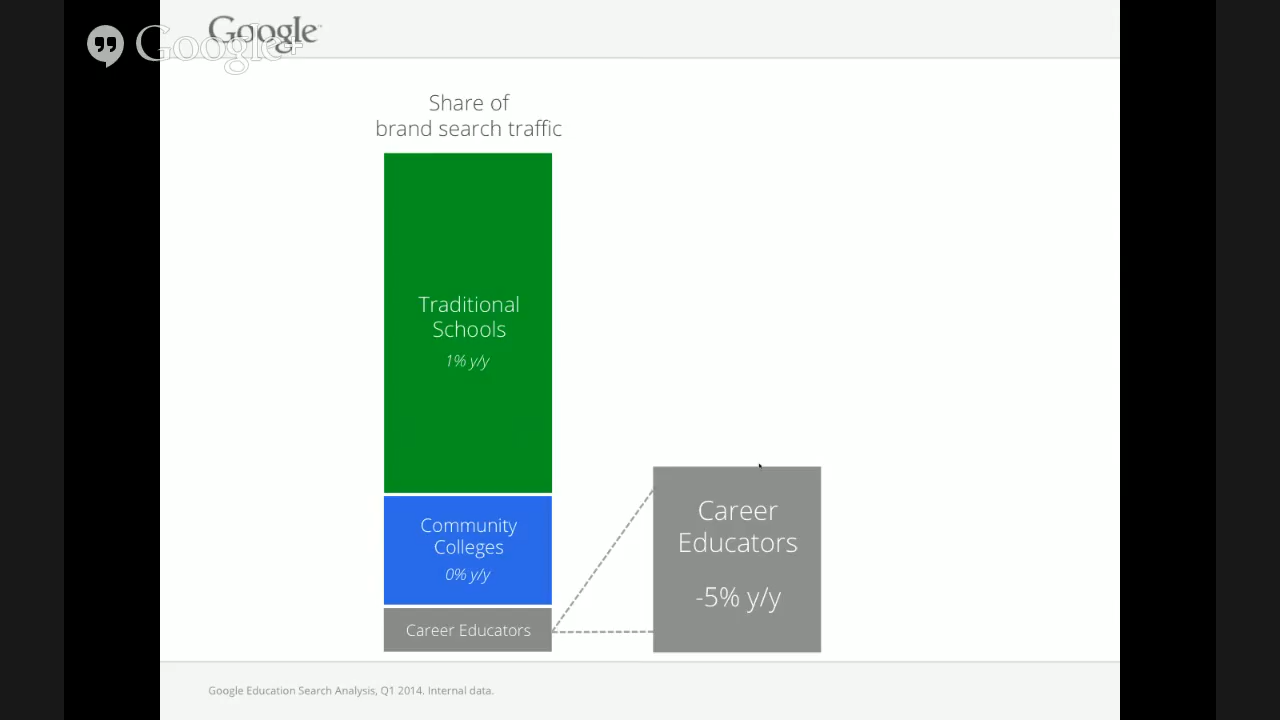 Google
Google+
Share of
brand search traffic
Traditional
Schools
1% y/y
Community
Colleges
0% y/y
Career Educators
Career
Educators
-5% y/y
Google Education Search Analysis, Q1 2014. Internal data.